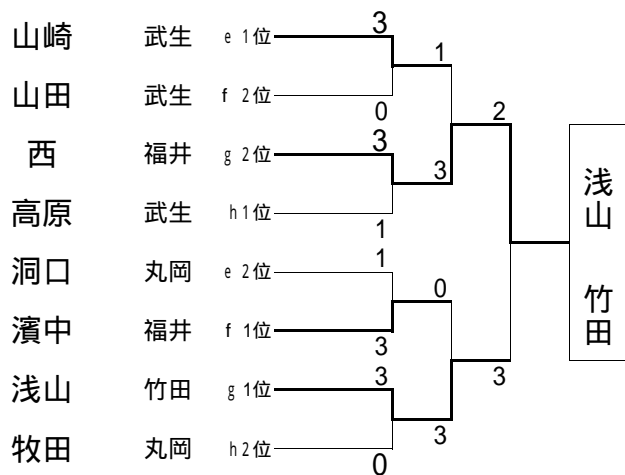 山崎 武生 e 1位 3
1
山田 武生 f 2位 0
2
西 福井 g 2位 3
3
高原 武生 h1位 1
洞口 丸岡 e 2位 1
0
濱中 福井 f 1位 3
浅山 竹田 g 1位 3
3
3
牧田 丸岡 h2位 0
浅山 竹田